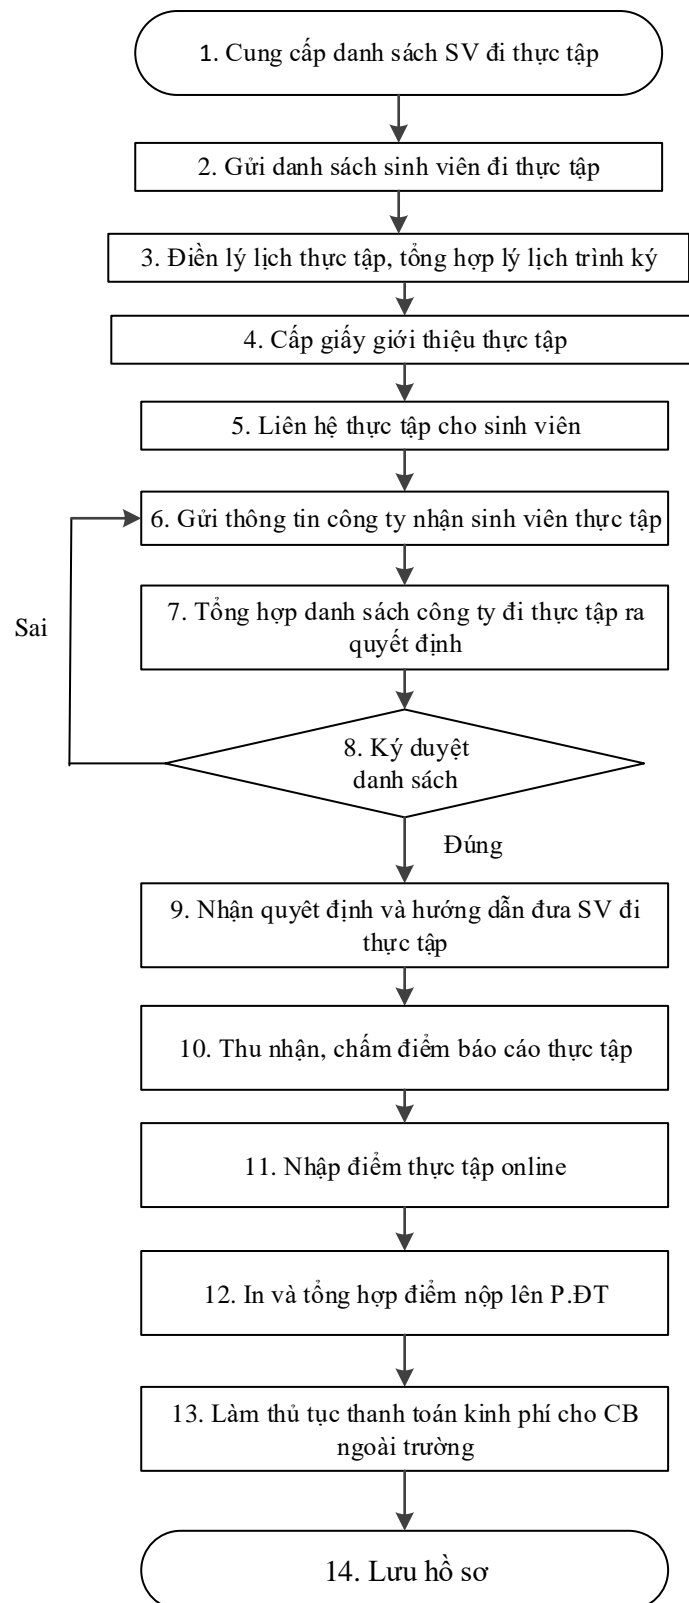 1. Cung cấp danh sách SV đi thực tập
2. Gửi danh sách sinh viên đi thực tập
3. Điền lý lịch thực tập, tổng hợp lý lịch trình ký
4. Cấp giấy giới thiệu thực tập
5. Liên hệ thực tập cho sinh viên
6. Gửi thông tin công ty nhận sinh viên thực tập
7. Tổng hợp danh sách công ty đi thực tập ra
quyết định
Sai
8. Ký duyệt
danh sách
Đúng
9. Nhận quyêt định và hướng dẫn đưa SV đi
thực tập
10. Thu nhận, chấm điểm báo cáo thực tập
11. Nhập điểm thực tập online
12. In và tổng hợp điểm nộp lên P.ĐT
13. Làm thủ tục thanh toán kinh phí cho CB
ngoài trường
14. Lưu hồ sơ